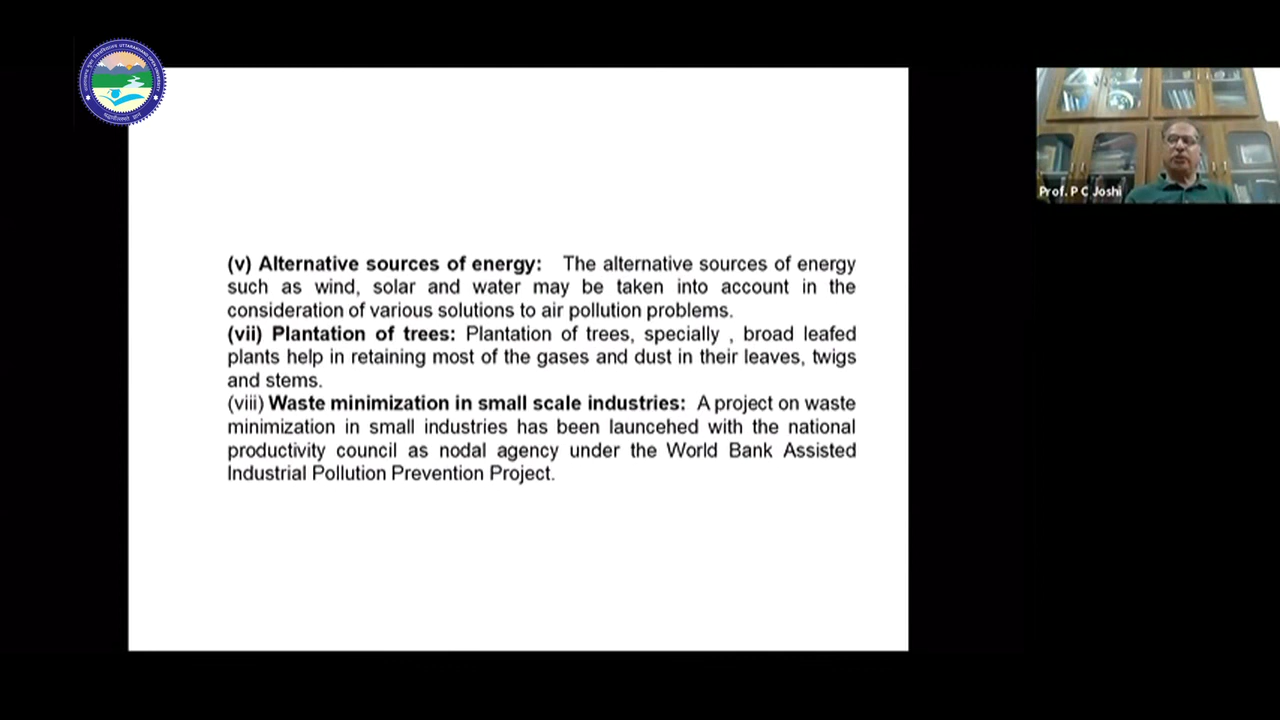 (v) Alternative sources of energy: The alternative sources of energy
such as wind, solar and water may be taken into account in the
consideration of various solutions to air pollution problems.
(vii) Plantation of trees: Plantation of trees, specially , broad leafed
plants help in retaining most of the gases and dust in their leaves, twigs
and stems.
(viii) Waste minimization in small scale industries: A project on waste
minimization in small industries has been launcehed with the national
productivity council as nodal agency under the World Bank Assisted
Industrial Pollution Prevention Project.
Prof. P C Joshi